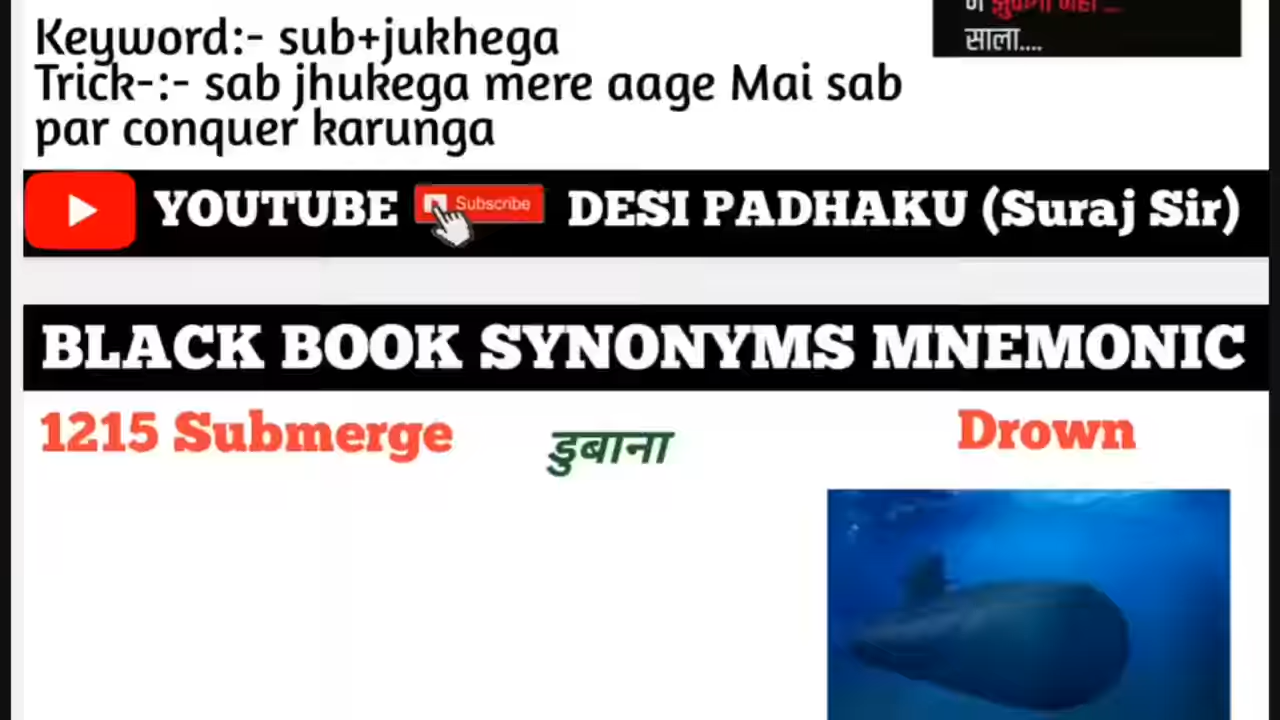 झुकेगा नहीं ...
साला....
Keyword:- sub+jukhega
Trick-:- sab jhukega mere aage Mai sab
par conquer karunga
YOUTUBE Subscribe DESI PADHAKU (Suraj Sir)
BLACK BOOK SYNONYMS MNEMONIC
1215 Submerge डुबाना Drown